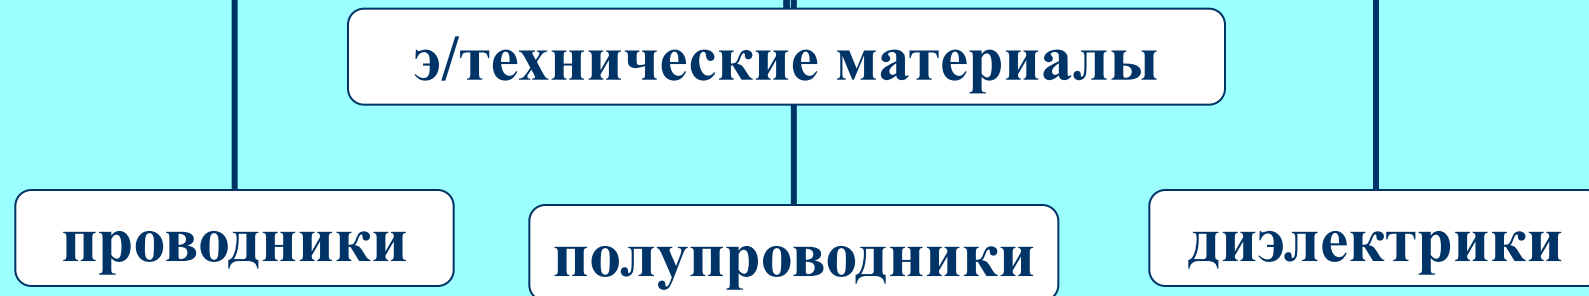 э/технические материалы
проводники
полупроводники
диэлектрики